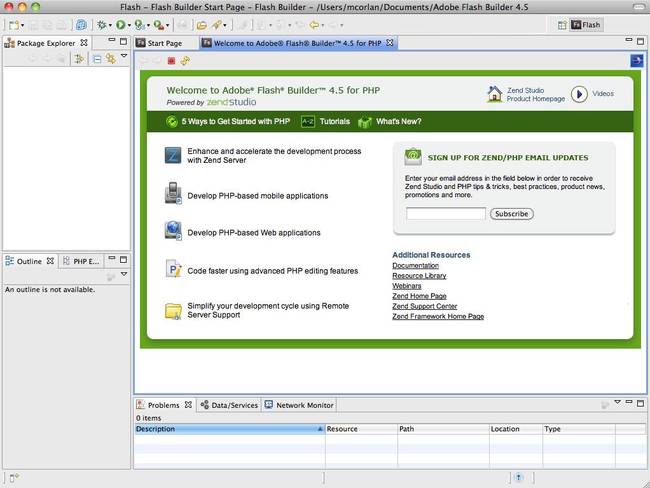 Flash - Flash Builder Start Page - Flash Builder - /Users/mcorlan/Documents/Adobe Flash Builder 4.5
Flash
Package Explorer
Start Page
Welcome to Adobe® Flash® Builder™ 4.5 for PHP
Welcome to Adobe® Flash® Builder™ 4.5 for PHP
Powered by zendstudio
Zend Studio
Product Homepage
Videos
5 Ways to Get Started with PHP
A-Z
Tutorials
What's New?
Enhance and accelerate the development process
with Zend Server
Develop PHP-based mobile applications
Develop PHP-based Web applications
Code faster using advanced PHP editing features
Simplify your development cycle using Remote
Server Support
SIGN UP FOR ZEND/PHP EMAIL UPDATES
Enter your email address in the field below in order to receive
Zend Studio and PHP tips & tricks, best practices, product news,
promotions and more.
Subscribe
Additional Resources
Documentation
Resource Library
Webinars
Zend Home Page
Zend Support Center
Zend Framework Home Page
Outline
PHP E...
An outline is not available.
Problems
Data/Services
Network Monitor
0 items
Description
Resource
Path
Location
Type